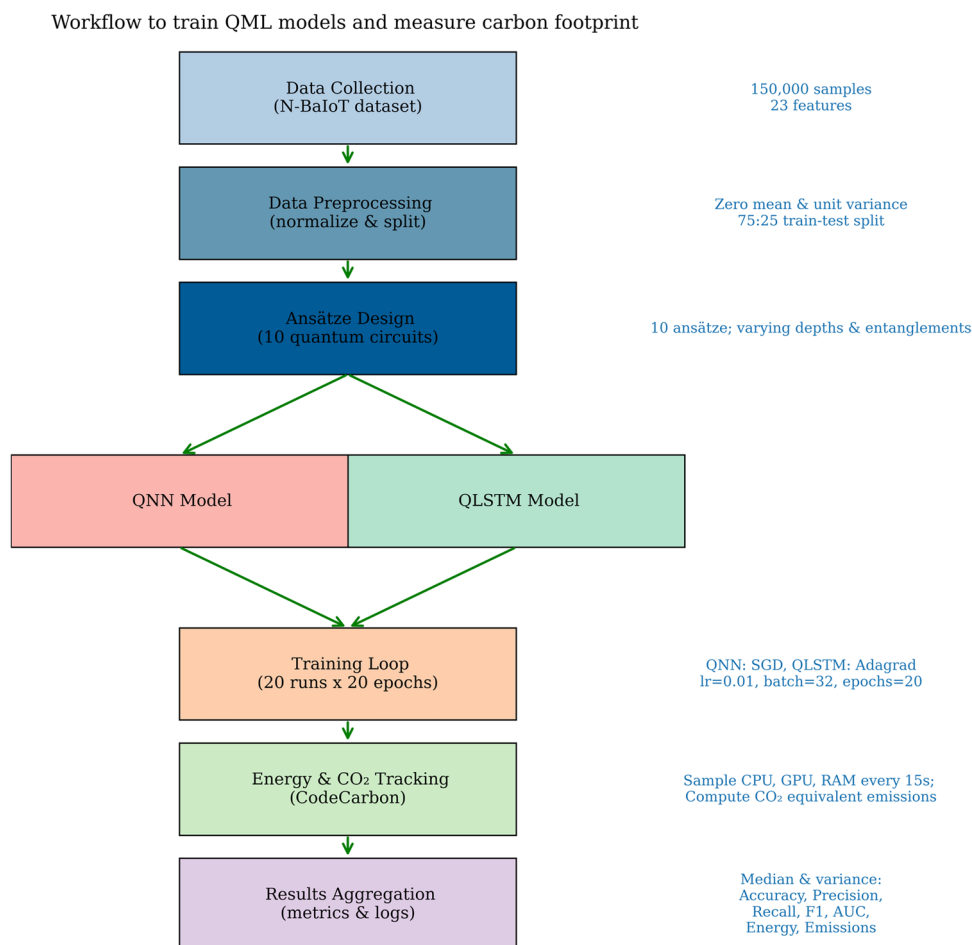 Workflow to train QML models and measure carbon footprint
Data Collection
(N-BaIoT dataset)
150,000 samples
23 features
Data Preprocessing
(normalize & split)
Zero mean & unit variance
75:25 train-test split
Ansätze Design
(10 quantum circuits)
10 ansätze; varying depths & entanglements
QNN Model
QLSTM Model
Training Loop
(20 runs x 20 epochs)
QNN: SGD, QLSTM: Adagrad
lr=0.01, batch=32, epochs=20
Energy & CO₂ Tracking
(CodeCarbon)
Sample CPU, GPU, RAM every 15s;
Compute CO₂ equivalent emissions
Results Aggregation
(metrics & logs)
Median & variance:
Accuracy, Precision,
Recall, F1, AUC,
Energy, Emissions